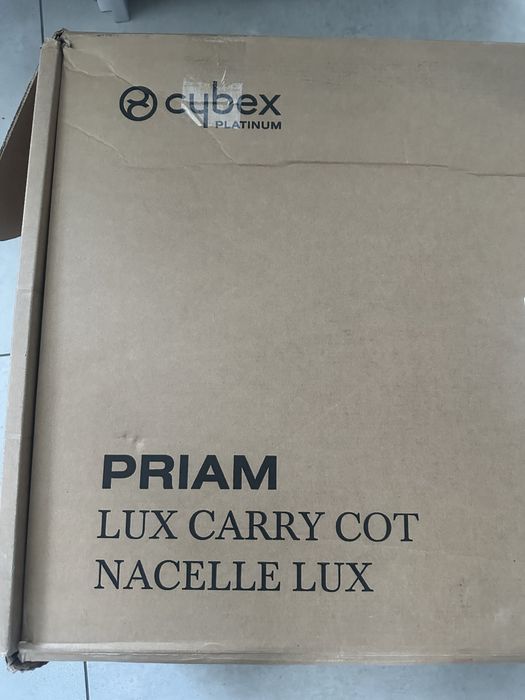 cybex
PLATINUM
PRIAM
LUX CARRY COT
NACELLE LUX